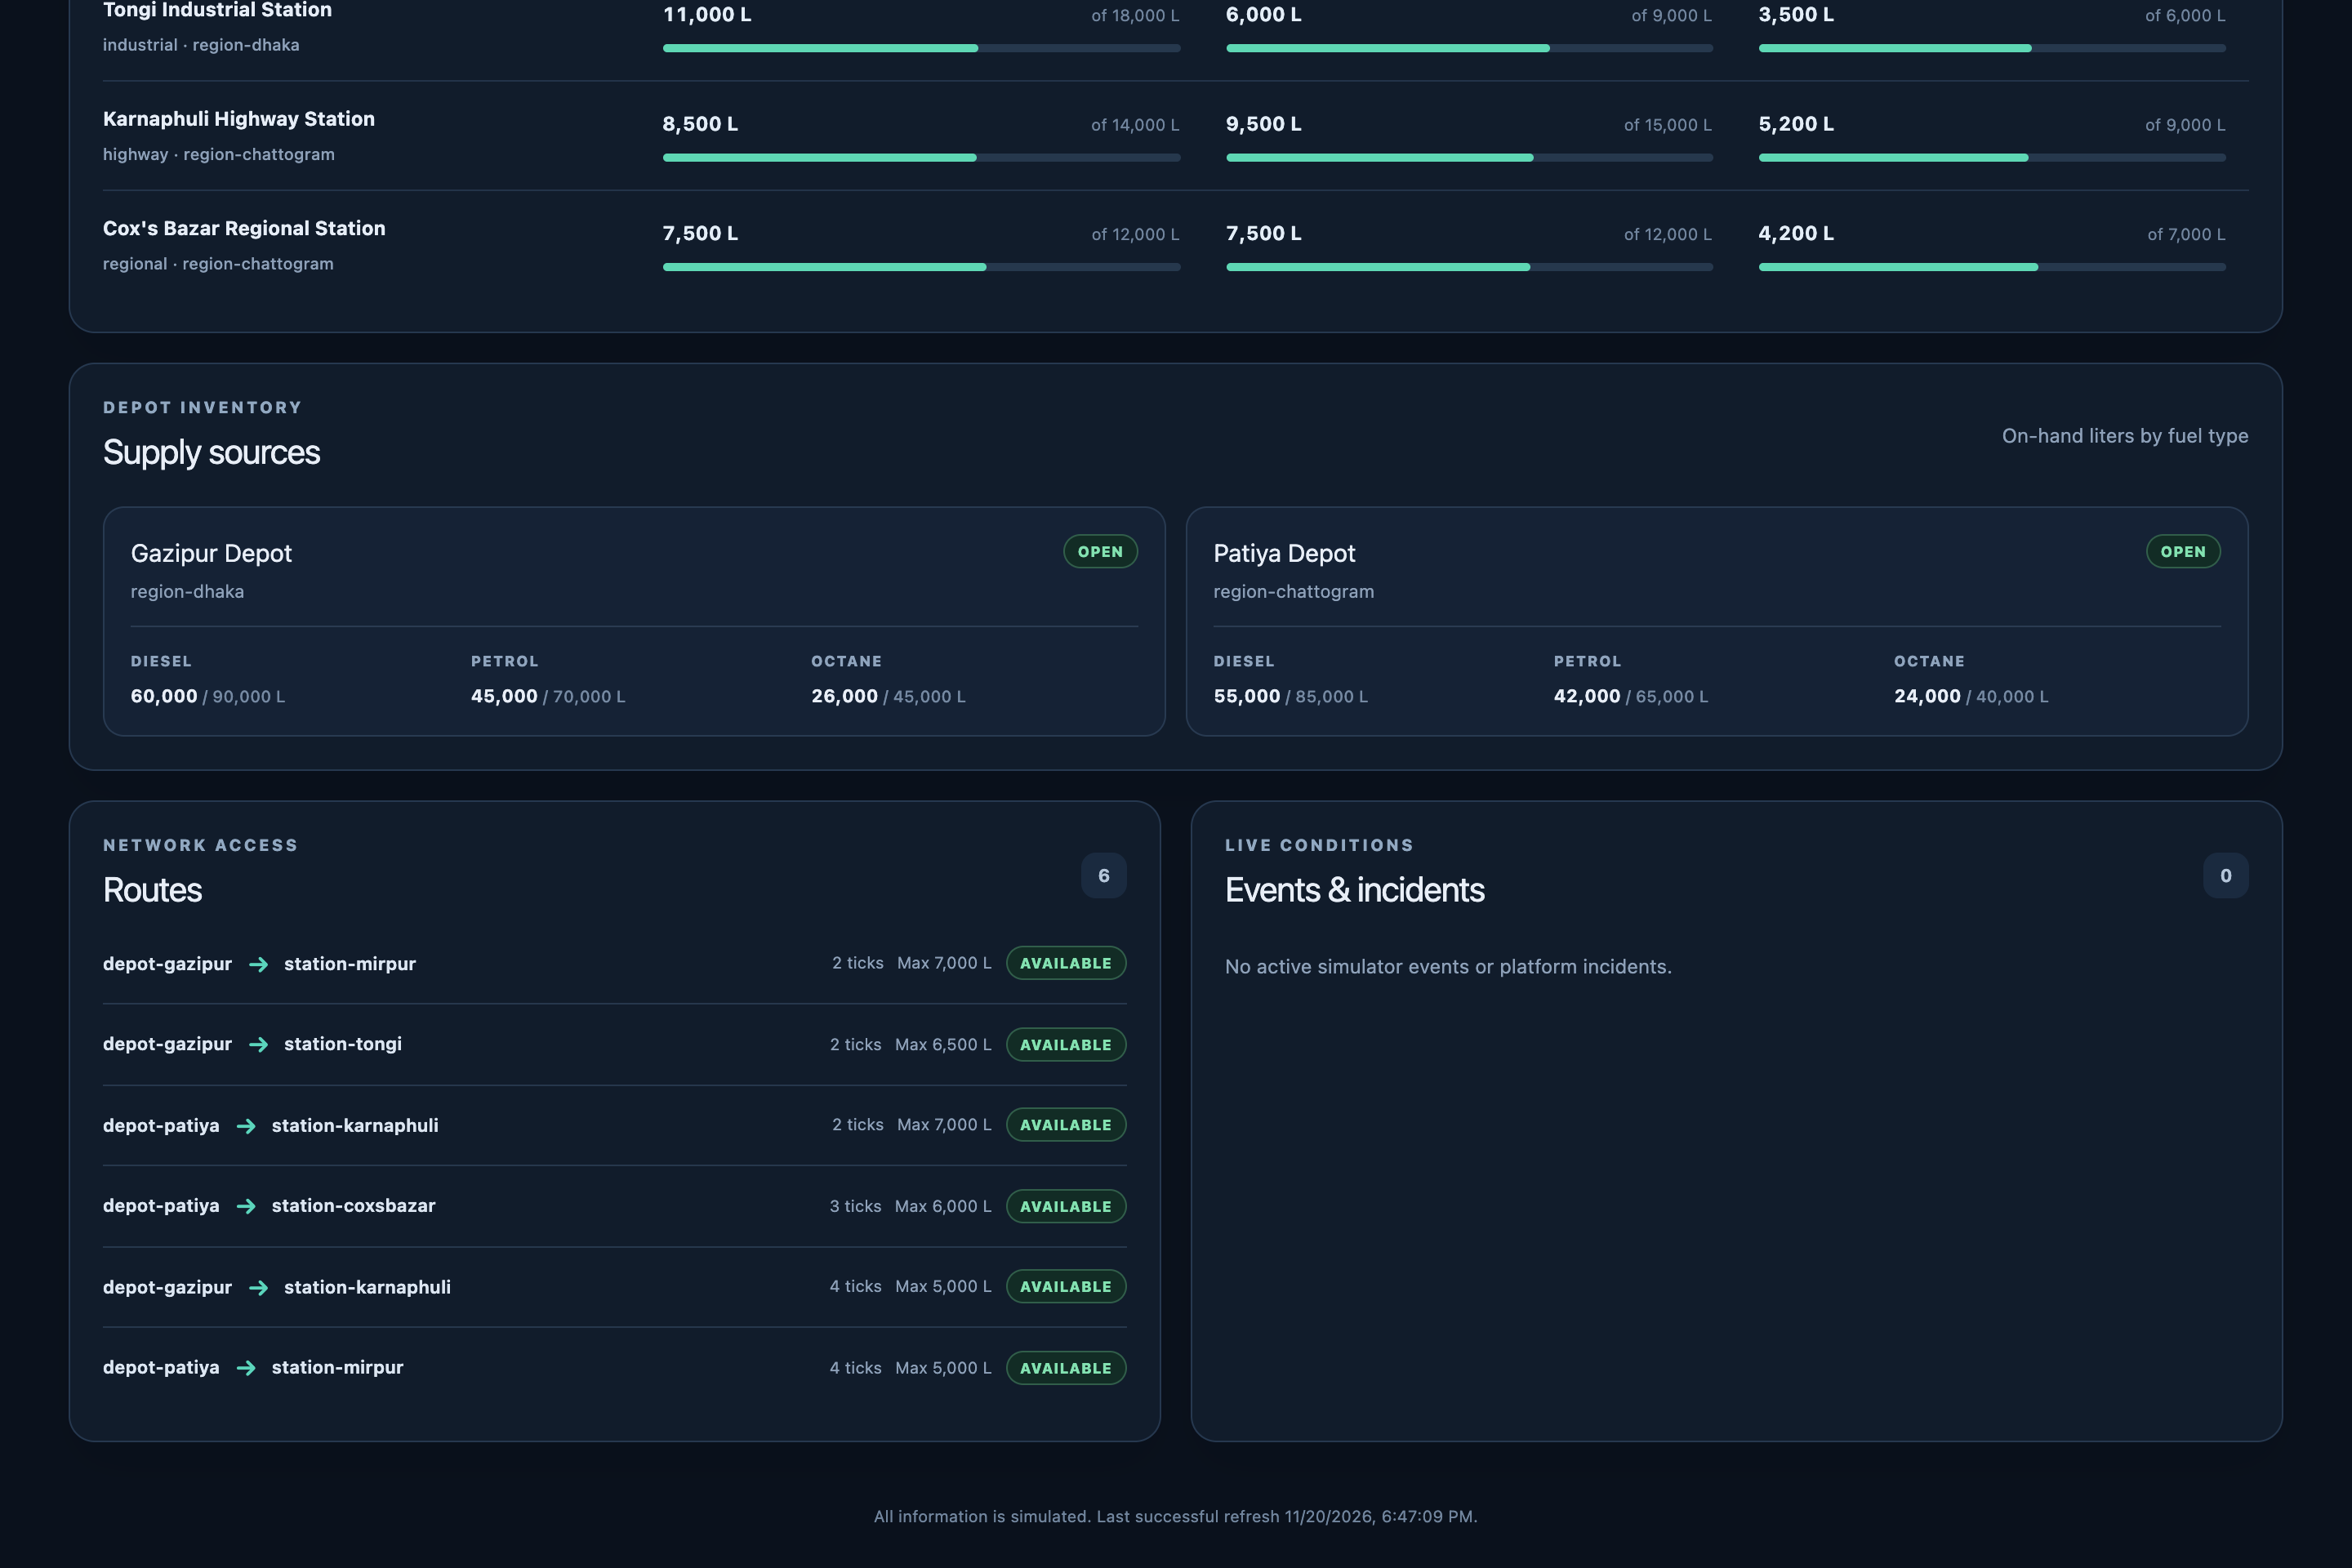 Tongi Industrial Station
industrial · region-dhaka
11,000 L of 18,000 L
6,000 L of 9,000 L
3,500 L of 6,000 L
Karnaphuli Highway Station
highway · region-chattogram
8,500 L of 14,000 L
9,500 L of 15,000 L
5,200 L of 9,000 L
Cox's Bazar Regional Station
regional · region-chattogram
7,500 L of 12,000 L
7,500 L of 12,000 L
4,200 L of 7,000 L
DEPOT INVENTORY
Supply sources
On-hand liters by fuel type
Gazipur Depot
OPEN
region-dhaka
DIESEL
60,000 / 90,000 L
PETROL
45,000 / 70,000 L
OCTANE
26,000 / 45,000 L
Patiya Depot
OPEN
region-chattogram
DIESEL
55,000 / 85,000 L
PETROL
42,000 / 65,000 L
OCTANE
24,000 / 40,000 L
NETWORK ACCESS
Routes
6
depot-gazipur → station-mirpur 2 ticks Max 7,000 L AVAILABLE
depot-gazipur → station-tongi 2 ticks Max 6,500 L AVAILABLE
depot-patiya → station-karnaphuli 2 ticks Max 7,000 L AVAILABLE
depot-patiya → station-coxsbazar 3 ticks Max 6,000 L AVAILABLE
depot-gazipur → station-karnaphuli 4 ticks Max 5,000 L AVAILABLE
depot-patiya → station-mirpur 4 ticks Max 5,000 L AVAILABLE
LIVE CONDITIONS
Events & incidents
0
No active simulator events or platform incidents.
All information is simulated. Last successful refresh 11/20/2026, 6:47:09 PM.